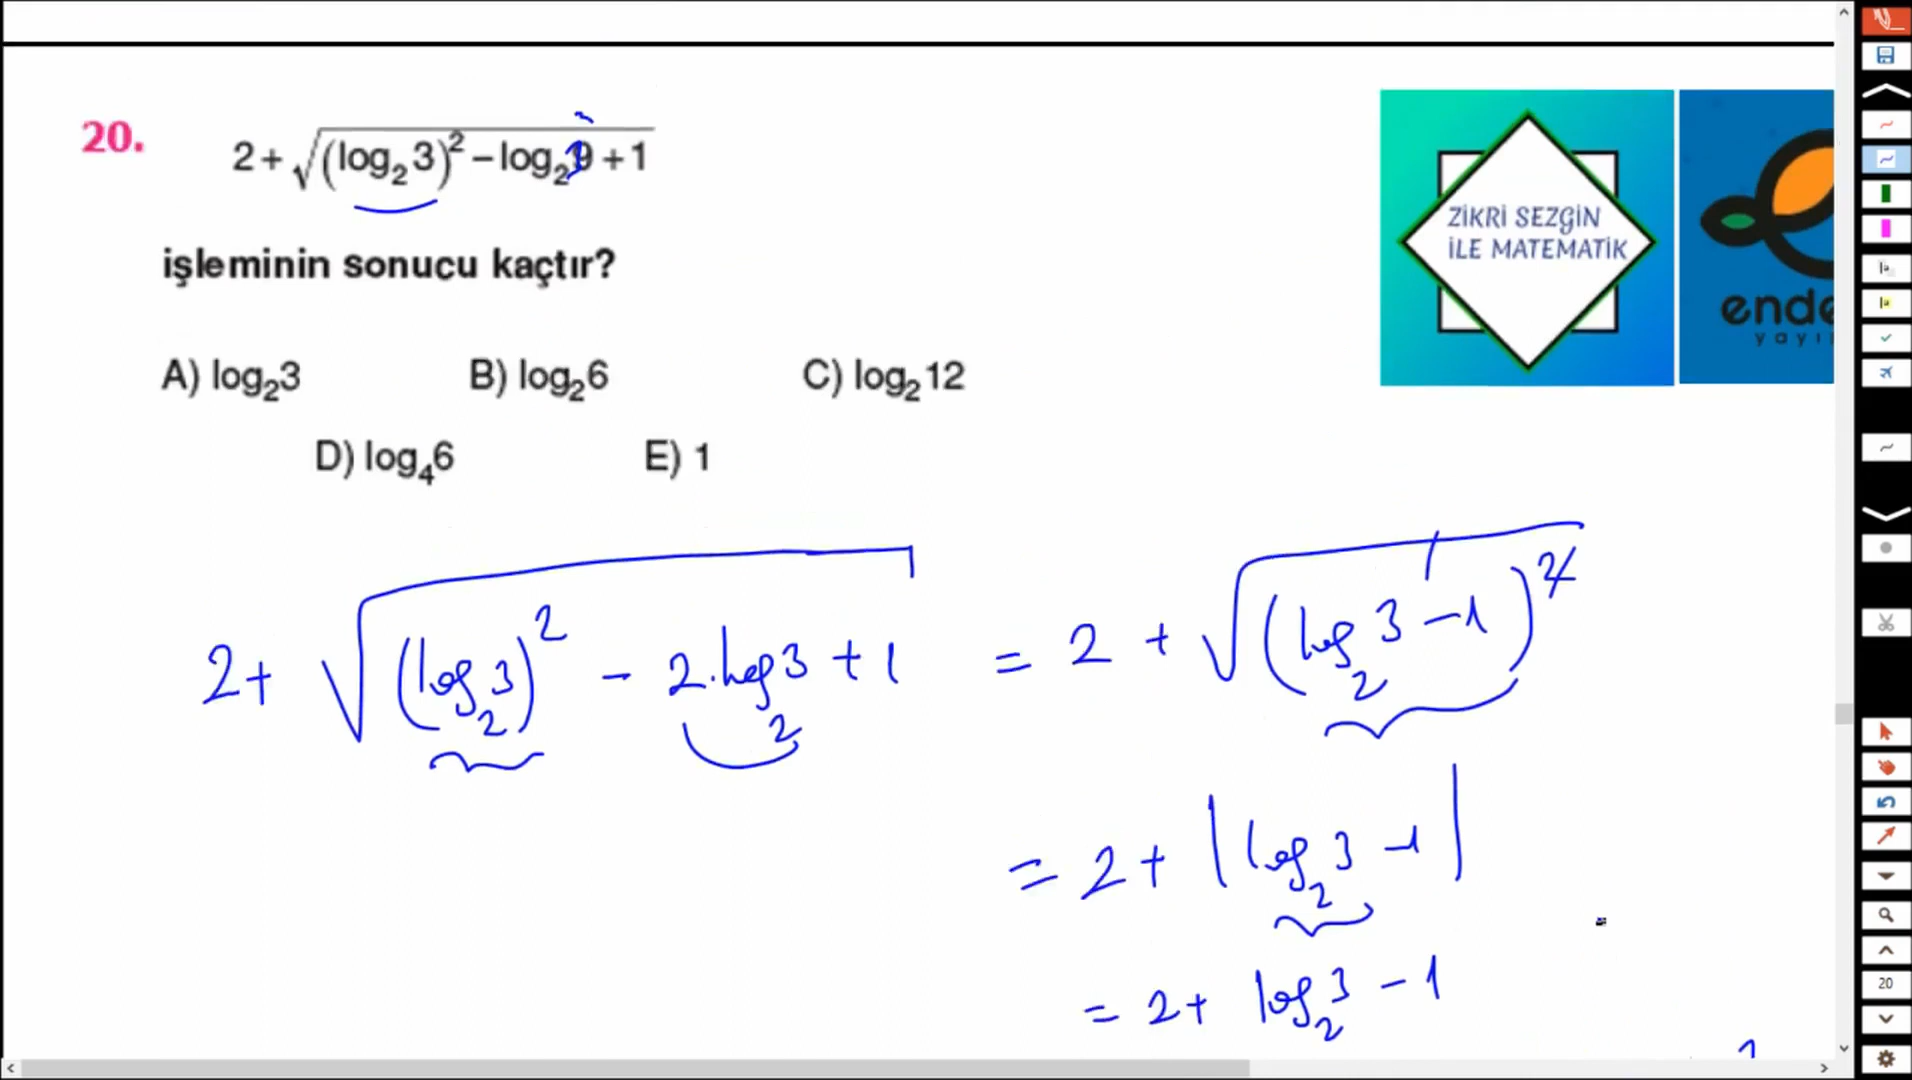 20. 2 + √((log₂3)² − log₂9 + 1)
işleminin sonucu kaçtır?
A) log₂3 B) log₂6 C) log₂12
D) log₄6 E) 1
ZİKRİ SEZGİN
İLE MATEMATİK
ende
yayı
2 + √((log₂3)² − 2·log₂3 + 1) = 2 + √((log₂3 − 1)²)
= 2 + |log₂3 − 1|
= 2 + log₂3 − 1
20